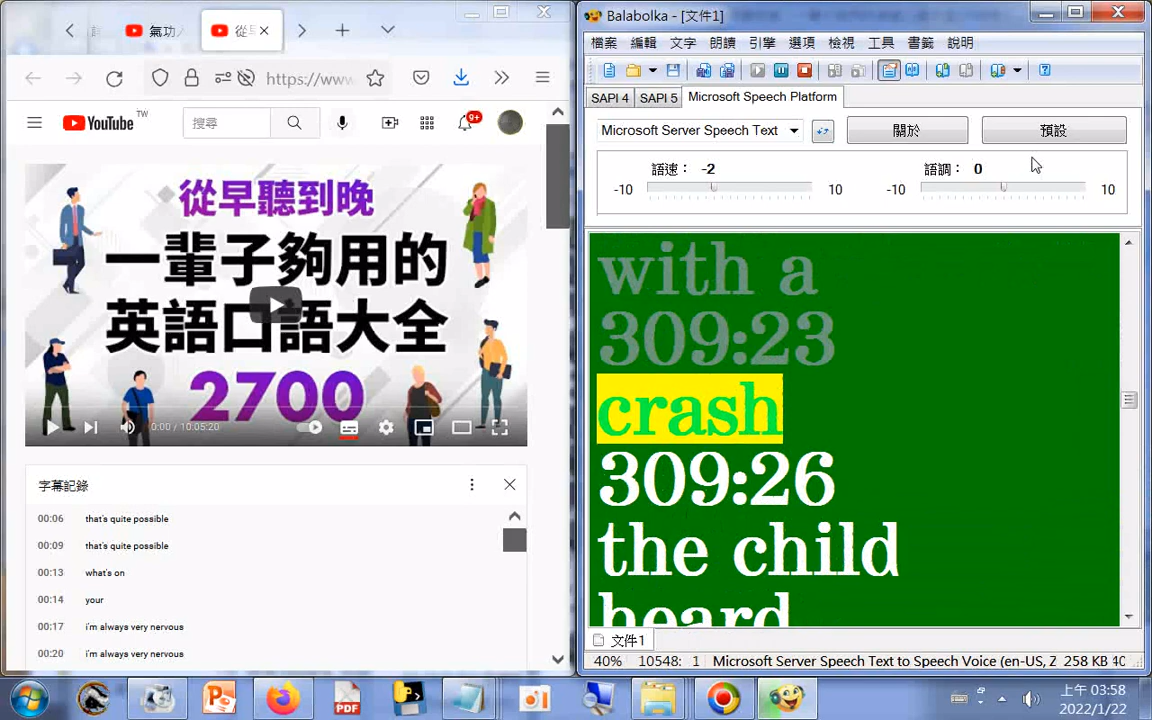 氣功
從
https://www
YouTube TW
搜尋
9+
從早聽到晚
一輩子夠用的
英語口語大全
2700
0:00 / 10:05:20
字幕記錄
00:06 that's quite possible
00:09 that's quite possible
00:13 what's on
00:14 your
00:17 i'm always very nervous
00:20 i'm always very nervous
Balabolka - [文件1]
檔案 編輯 文字 朗讀 引擎 選項 檢視 工具 書籤 說明
SAPI 4 SAPI 5 Microsoft Speech Platform
Microsoft Server Speech Text 關於 預設
語速： -2 語調： 0
-10 10 -10 10
with a
309:23
crash
309:26
the child
heard
文件1
40% 10548: 1 Microsoft Server Speech Text to Speech Voice (en-US, Z 258 KB 40
PDF
上午 03:58
2022/1/22